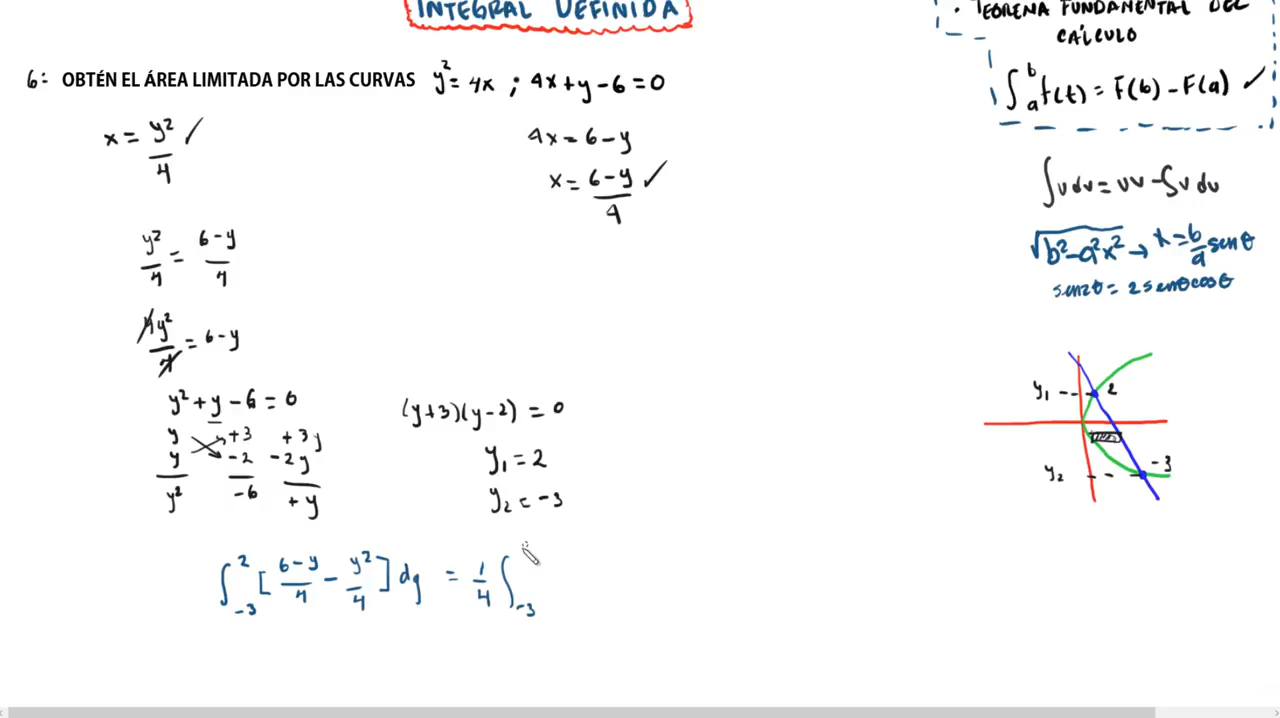 INTEGRAL DEFINIDA
· TEOREMA FUNDAMENTAL DEL
CÁLCULO
∫ₐᵇ f(t) = F(b) - F(a) ✓
6: OBTÉN EL ÁREA LIMITADA POR LAS CURVAS y² = 4x ; 4x+y-6=0
x = y²/4 ✓
4x = 6-y
x = 6-y/4 ✓
∫udv = uv - ∫vdu
√b²-a²x² → x = b/a senθ
sen2θ = 2senθcosθ
y²/4 = 6-y/4
4y²/4 = 6-y
y² + y - 6 = 0
y +3 +3y
y -2 -2y
y² -6 +y
(y+3)(y-2) = 0
y₁ = 2
y₂ = -3
y₁ 2
y₂ -3
∫₋₃² [6-y/4 - y²/4] dy = 1/4 ∫₋₃